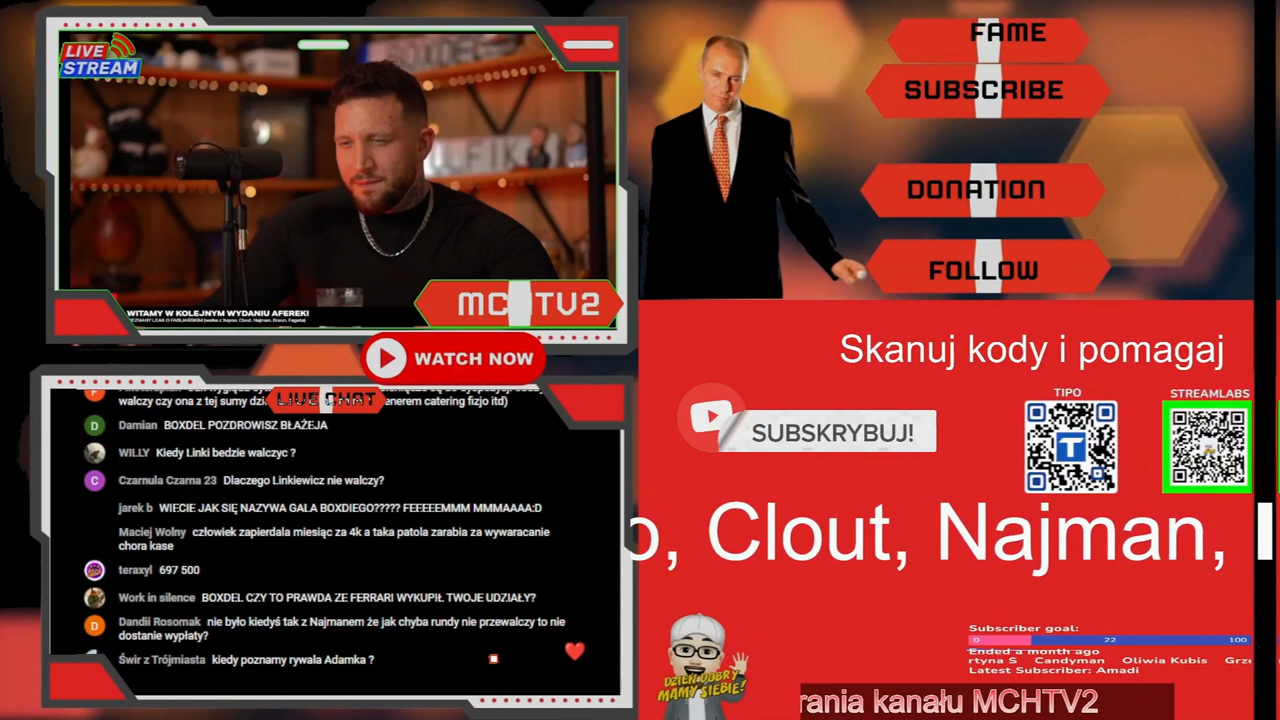 LIVE
STREAM
WITAMY W KOLEJNYM WYDANIU AFEREK!
MCHTV2
WATCH NOW
LIVE CHAT
walczy czy ona z tej sumy
catering fizjo itd)
Damian BOXDEL POZDROWISZ BŁAŻEJA
WILLY Kiedy Linki bedzie walczyc ?
Czarnula Czarna 23 Dlaczego Linkiewicz nie walczy?
jarek b WIECIE JAK SIĘ NAZYWA GALA BOXDIEGO????? FEEEEEMMM MMMAAAA:D
Maciej Wolny człowiek zapierdala miesiąc za 4k a taka patola zarabia za wywaracanie
chora kase
teraxyl 697 500
Work in silence BOXDEL CZY TO PRAWDA ZE FERRARI WYKUPIŁ TWOJE UDZIAŁY?
Dandii Rosomak nie było kiedyś tak z Najmanem że jak chyba rundy nie przewalczy to nie
dostanie wypłaty?
Świr z Trójmiasta kiedy poznamy rywala Adamka ?
FAME
SUBSCRIBE
DONATION
FOLLOW
Skanuj kody i pomagaj
TIPO
STREAMLABS
SUBSKRYBUJ!
o, Clout, Najman,
DZIEŃ DOBRY
MAMY SIEBIE!
Subscriber goal:
0 22 100
Ended a month ago
rtyna S Candyman Oliwia Kubis Grze
Latest Subscriber: Amadi
rania kanału MCHTV2